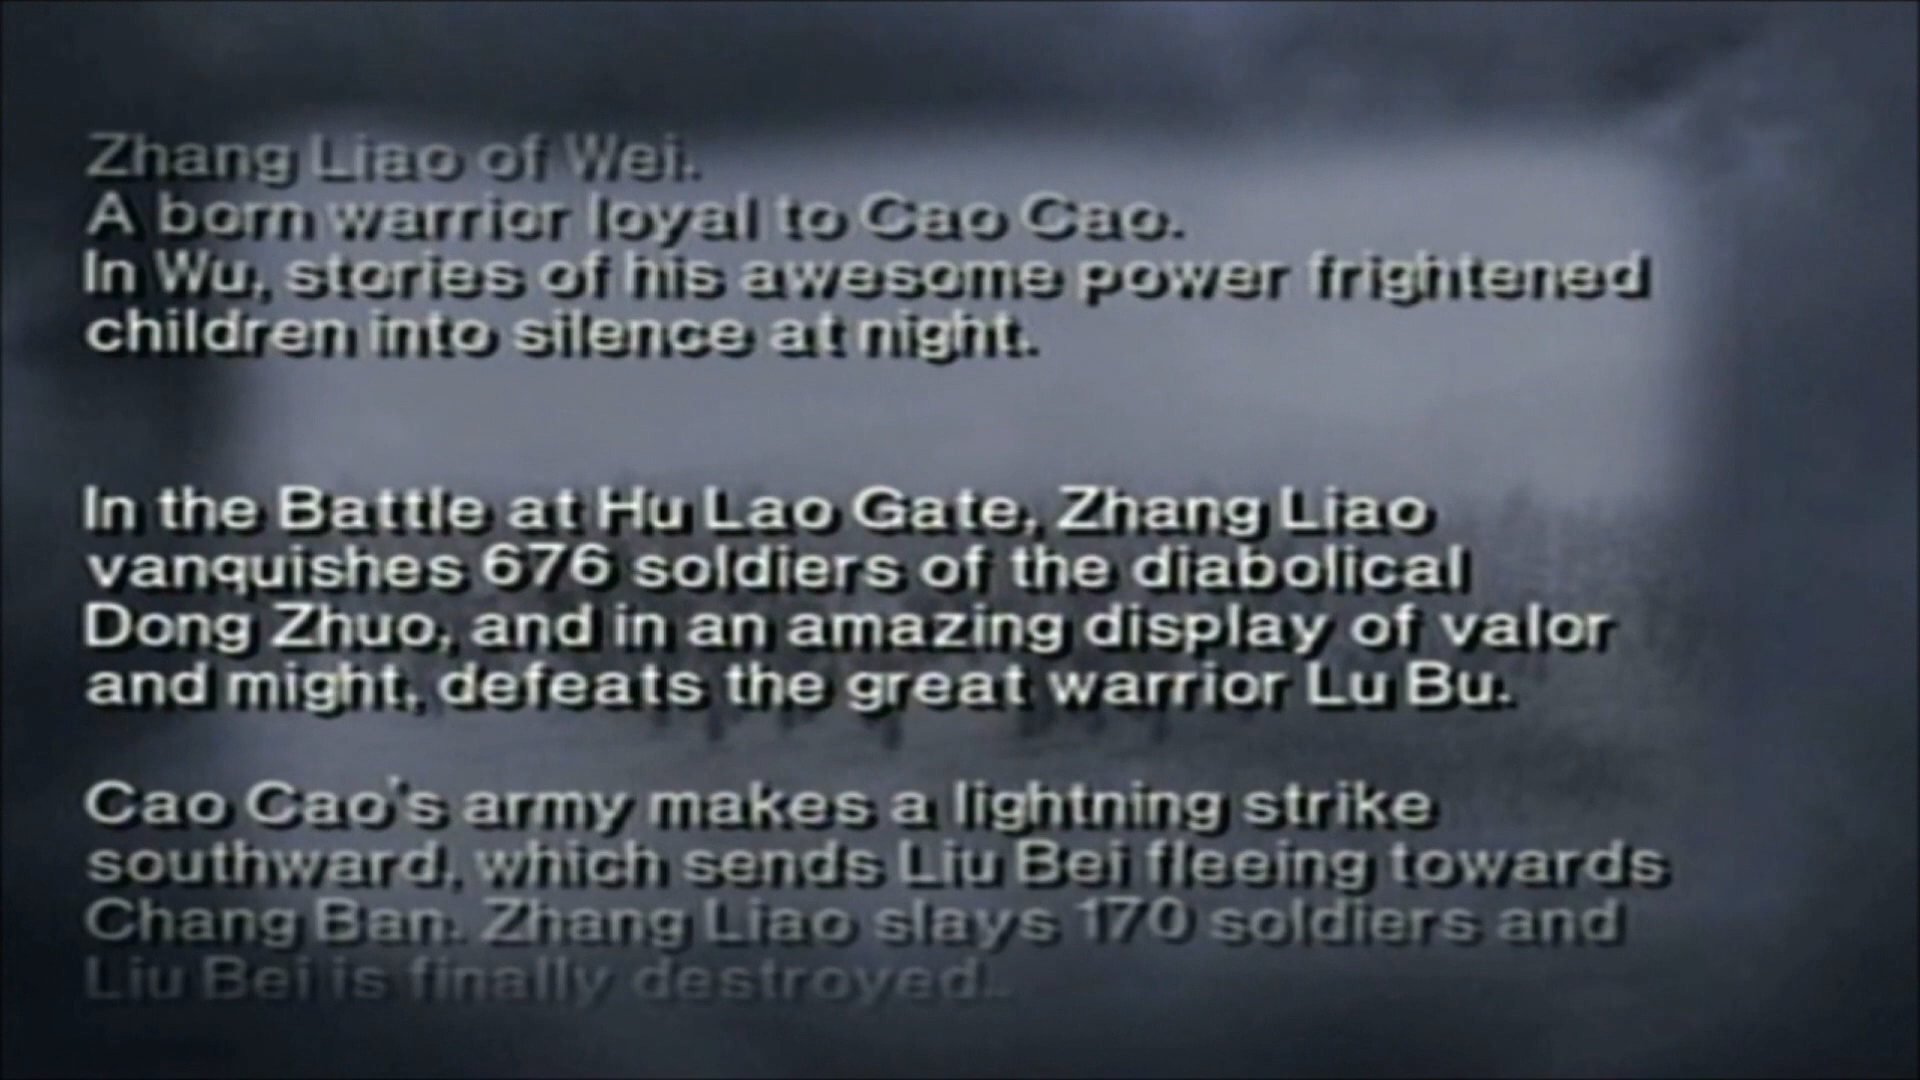 Zhang Liao of Wei.
A born warrior loyal to Cao Cao.
In Wu, stories of his awesome power frightened
children into silence at night.
In the Battle at Hu Lao Gate, Zhang Liao
vanquishes 676 soldiers of the diabolical
Dong Zhuo, and in an amazing display of valor
and might, defeats the great warrior Lu Bu.
Cao Cao's army makes a lightning strike
southward, which sends Liu Bei fleeing towards
Chang Ban. Zhang Liao slays 170 soldiers and
Liu Bei is finally destroyed..